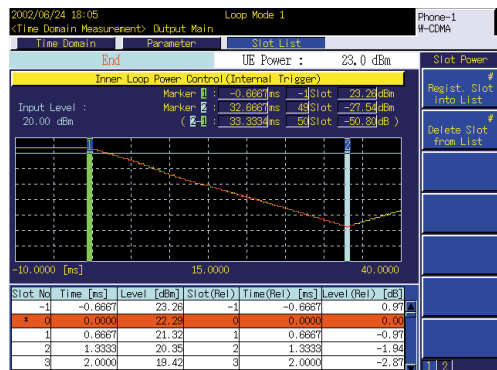 2002/06/24 18:05 Loop Mode 1 Phone-1
<Time Domain Measurement> Output Main W-CDMA
Time Domain Parameter Slot List
End UE Power : 23.0 dBm Slot Power
Inner Loop Power Control(Internal Trigger)
Marker 1 : -0.6667ms -1Slot 23.26dBm
Input Level : Marker 2 : 32.6667ms 49Slot -27.54dBm
20.00 dBm ( 2-1 : 33.3334ms 50Slot -50.80dB )
#
Regist. Slot
into List
#
Delete Slot
from List
1 2
-10.0000 [ms] 15.0000 40.0000
Slot No Time [ms] Level [dBm] Slot(Rel) Time(Rel) [ms] Level(Rel) [dB]
-1 -0.6667 23.26 -1 -0.6667 0.97
* 0 0.0000 22.29 0 0.0000 0.00
1 0.6667 21.32 1 0.6667 -0.97
2 1.3333 20.35 2 1.3333 -1.94
3 2.0000 19.42 3 2.0000 -2.87
1 2